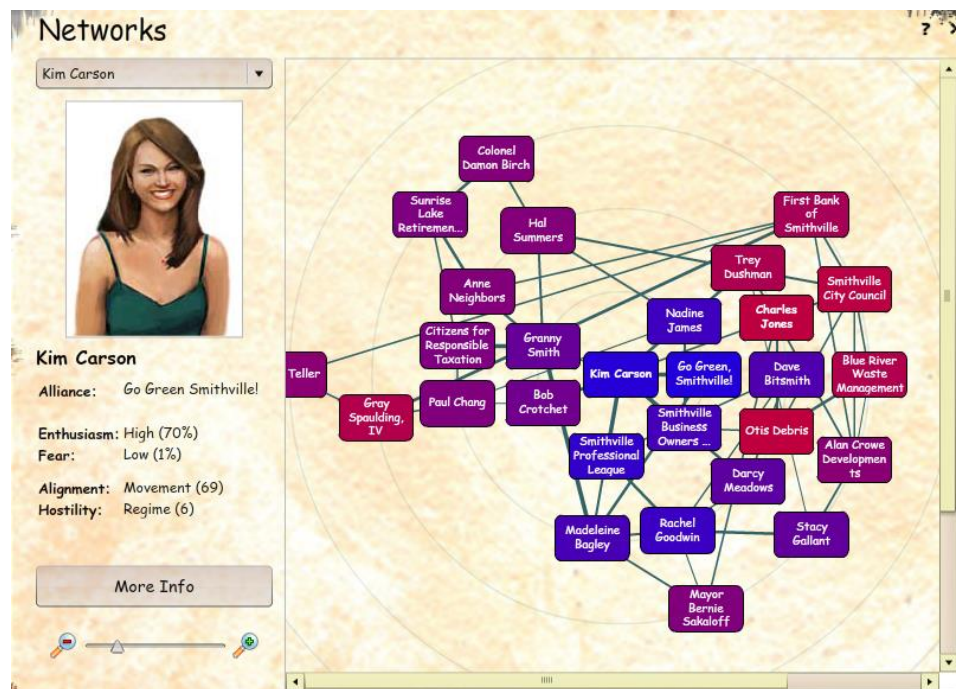 Networks
?
Kim Carson
Kim Carson
Alliance: Go Green Smithville!
Enthusiasm: High (70%)
Fear: Low (1%)
Alignment: Movement (69)
Hostility: Regime (6)
More Info
Colonel
Damon Birch
Sunrise
Lake
Retiremen...
Hal
Summers
First Bank
of
Smithville
Trey
Dushman
Smithville
City Council
Anne
Neighbors
Nadine
James
Charles
Jones
Citizens for
Responsible
Taxation
Granny
Smith
Teller
Kim Carson
Go Green,
Smithville!
Dave
Bitsmith
Blue River
Waste
Management
Gray
Spaulding,
IV
Paul Chang
Bob
Crotchet
Smithville
Business
Owners ...
Otis Debris
Smithville
Professional
League
Alan Crowe
Developmen
ts
Darcy
Meadows
Madeleine
Bagley
Rachel
Goodwin
Stacy
Gallant
Mayor
Bernie
Sakaloff